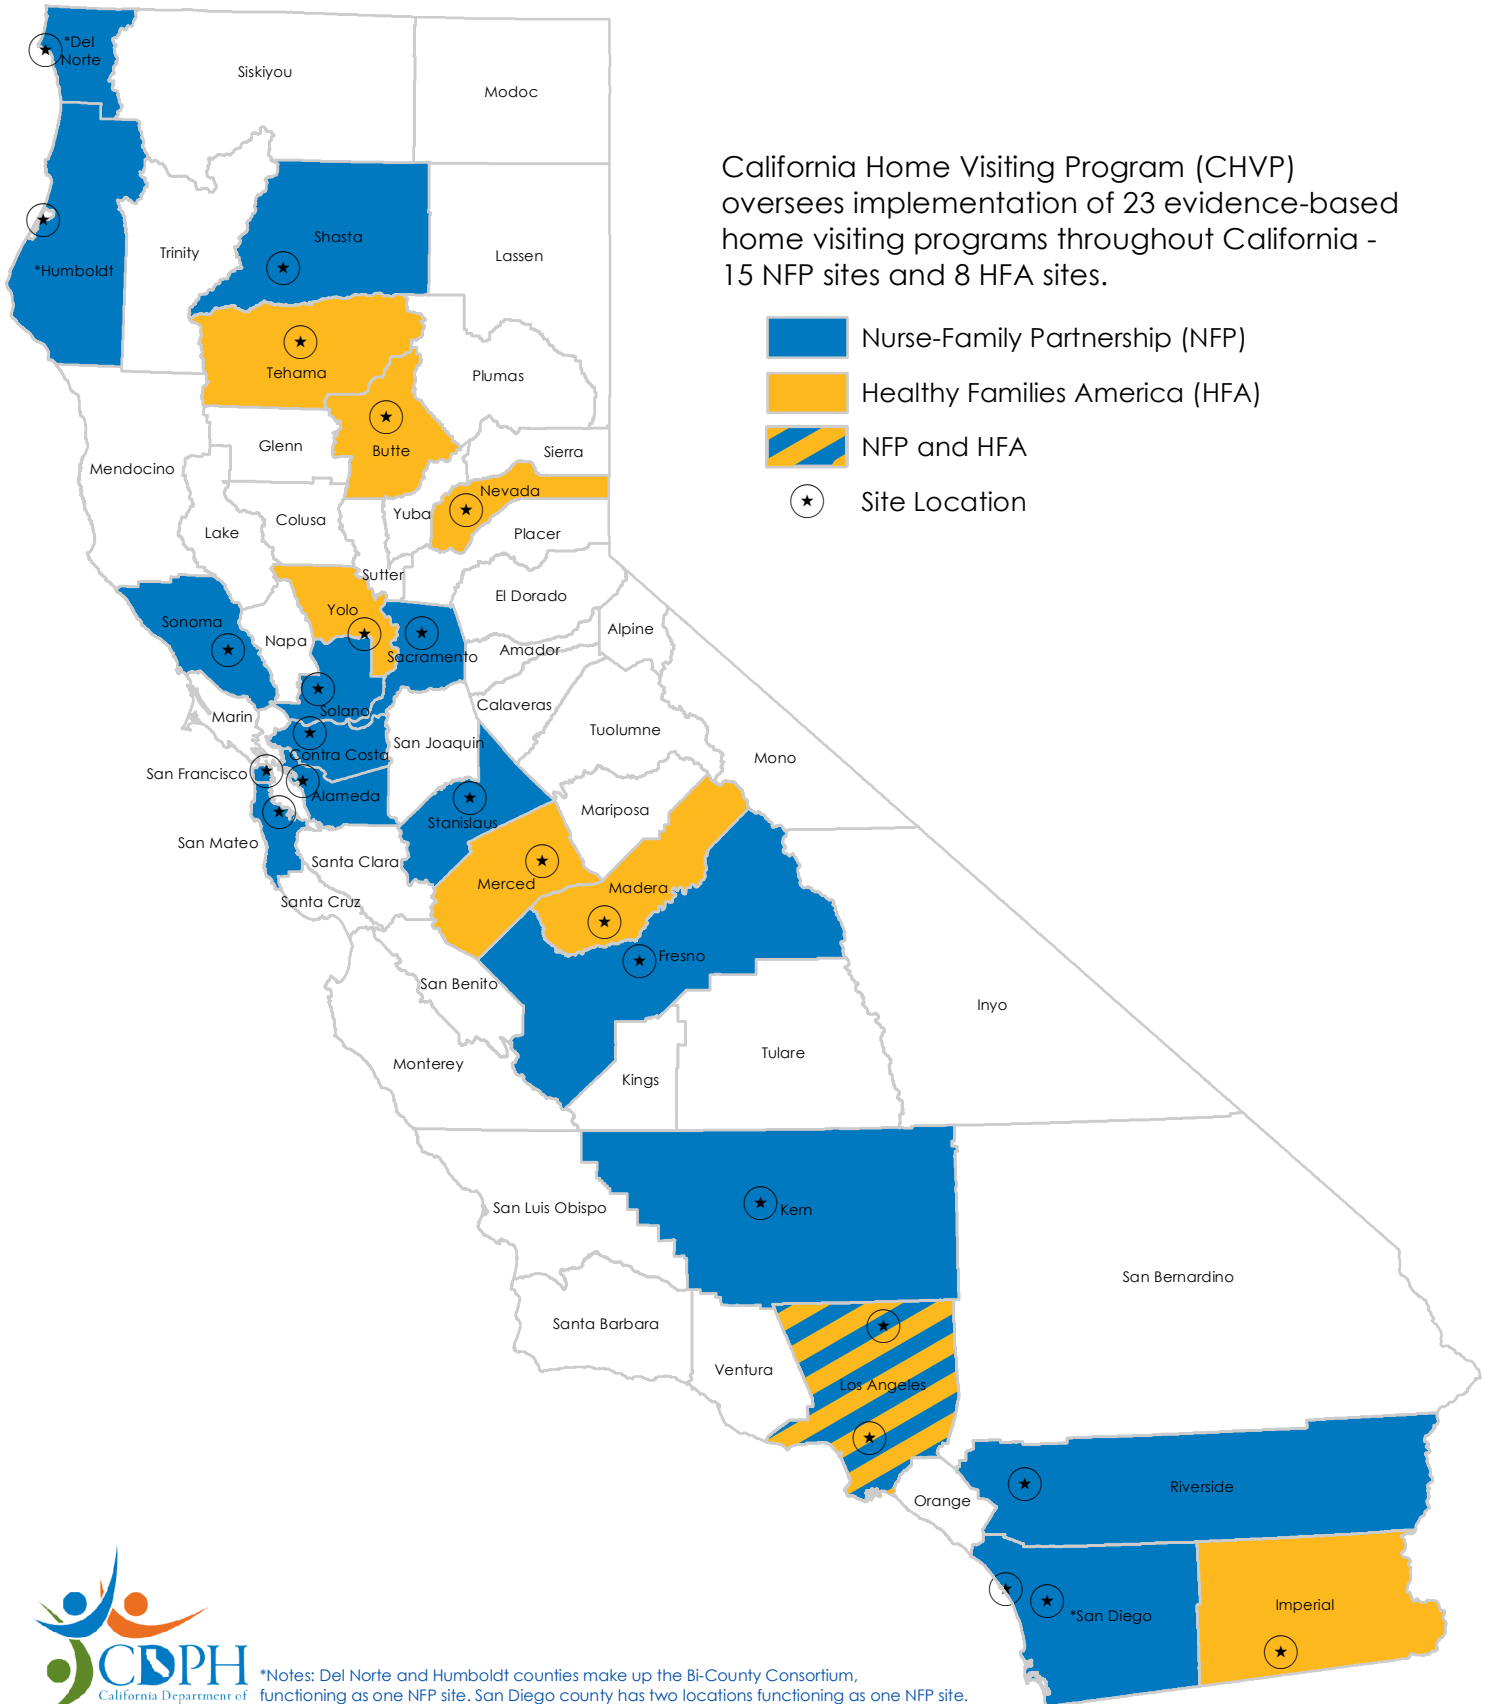 *Del
Norte
Siskiyou
Modoc
California Home Visiting Program (CHVP)
oversees implementation of 23 evidence-based
home visiting programs throughout California -
15 NFP sites and 8 HFA sites.
Nurse-Family Partnership (NFP)
Healthy Families America (HFA)
NFP and HFA
Site Location
*Humboldt
Trinity
Shasta
Lassen
Tehama
Plumas
Glenn
Butte
Sierra
Mendocino
Nevada
Lake
Colusa
Yuba
Placer
Sutter
El Dorado
Yolo
Sonoma
Napa
Alpine
Sacramento
Amador
Solano
Calaveras
Marin
Tuolumne
San Joaquin
Contra Costa
Mono
San Francisco
Alameda
Mariposa
Stanislaus
San Mateo
Santa Clara
Merced
Madera
Santa Cruz
Fresno
San Benito
Inyo
Monterey
Tulare
Kings
San Luis Obispo
Kern
San Bernardino
Santa Barbara
Ventura
Los Angeles
Orange
Riverside
*San Diego
Imperial
CDPH
California Department of
*Notes: Del Norte and Humboldt counties make up the Bi-County Consortium,
functioning as one NFP site. San Diego county has two locations functioning as one NFP site.